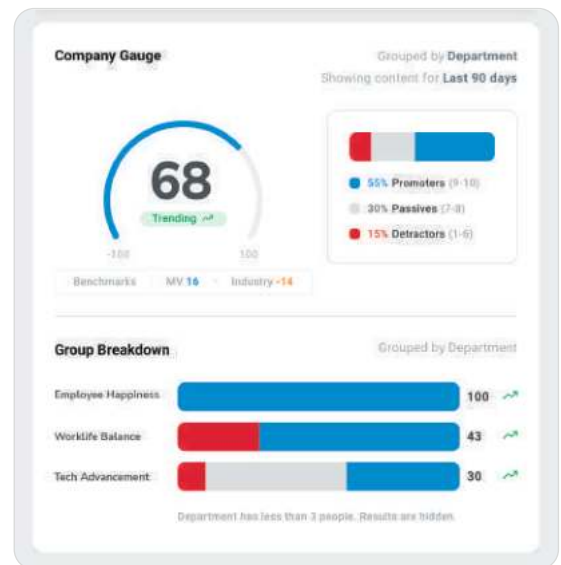 Company Gauge
Grouped by Department
Showing content for Last 90 days
68
Trending
-100
100
55% Promoters (9-10)
30% Passives (7-8)
15% Detractors (1-6)
Benchmarks MV 16 · Industry -14
Group Breakdown
Grouped by Department
Employee Happiness 100
Worklife Balance 43
Tech Advancement 30
Department has less than 3 people. Results are hidden.